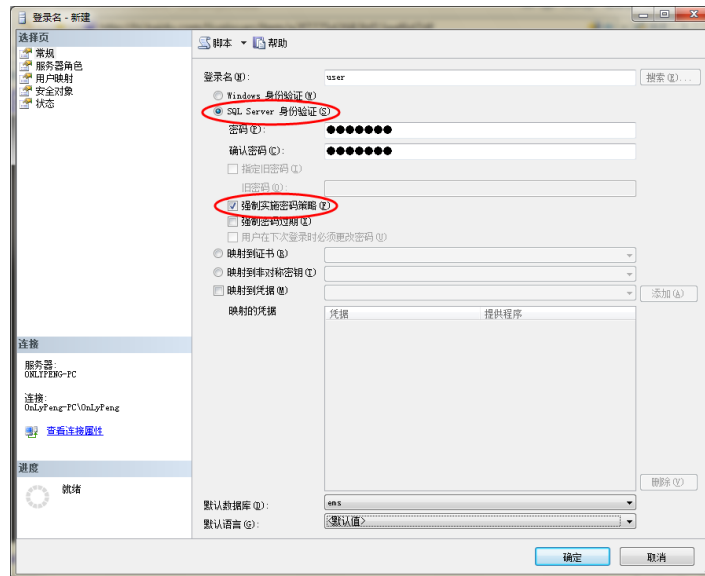 登录名 - 新建
选择页
常规
服务器角色
用户映射
安全对象
状态
脚本 帮助
登录名(N): user 搜索(E)...
Windows 身份验证(W)
SQL Server 身份验证(S)
密码(P): ●●●●●●●
确认密码(C): ●●●●●●●
指定旧密码(I)
旧密码(O):
强制实施密码策略(F)
强制密码过期(X)
用户在下次登录时必须更改密码(U)
映射到证书(R)
映射到非对称密钥(T)
映射到凭据(M) 添加(A)
映射的凭据 凭据 提供程序
连接
服务器:
ONLYPENG-PC
连接:
OnLyPeng-PC\OnLyPeng
查看连接属性
进度
就绪
删除(V)
默认数据库(D): ems
默认语言(G): <默认值>
确定 取消